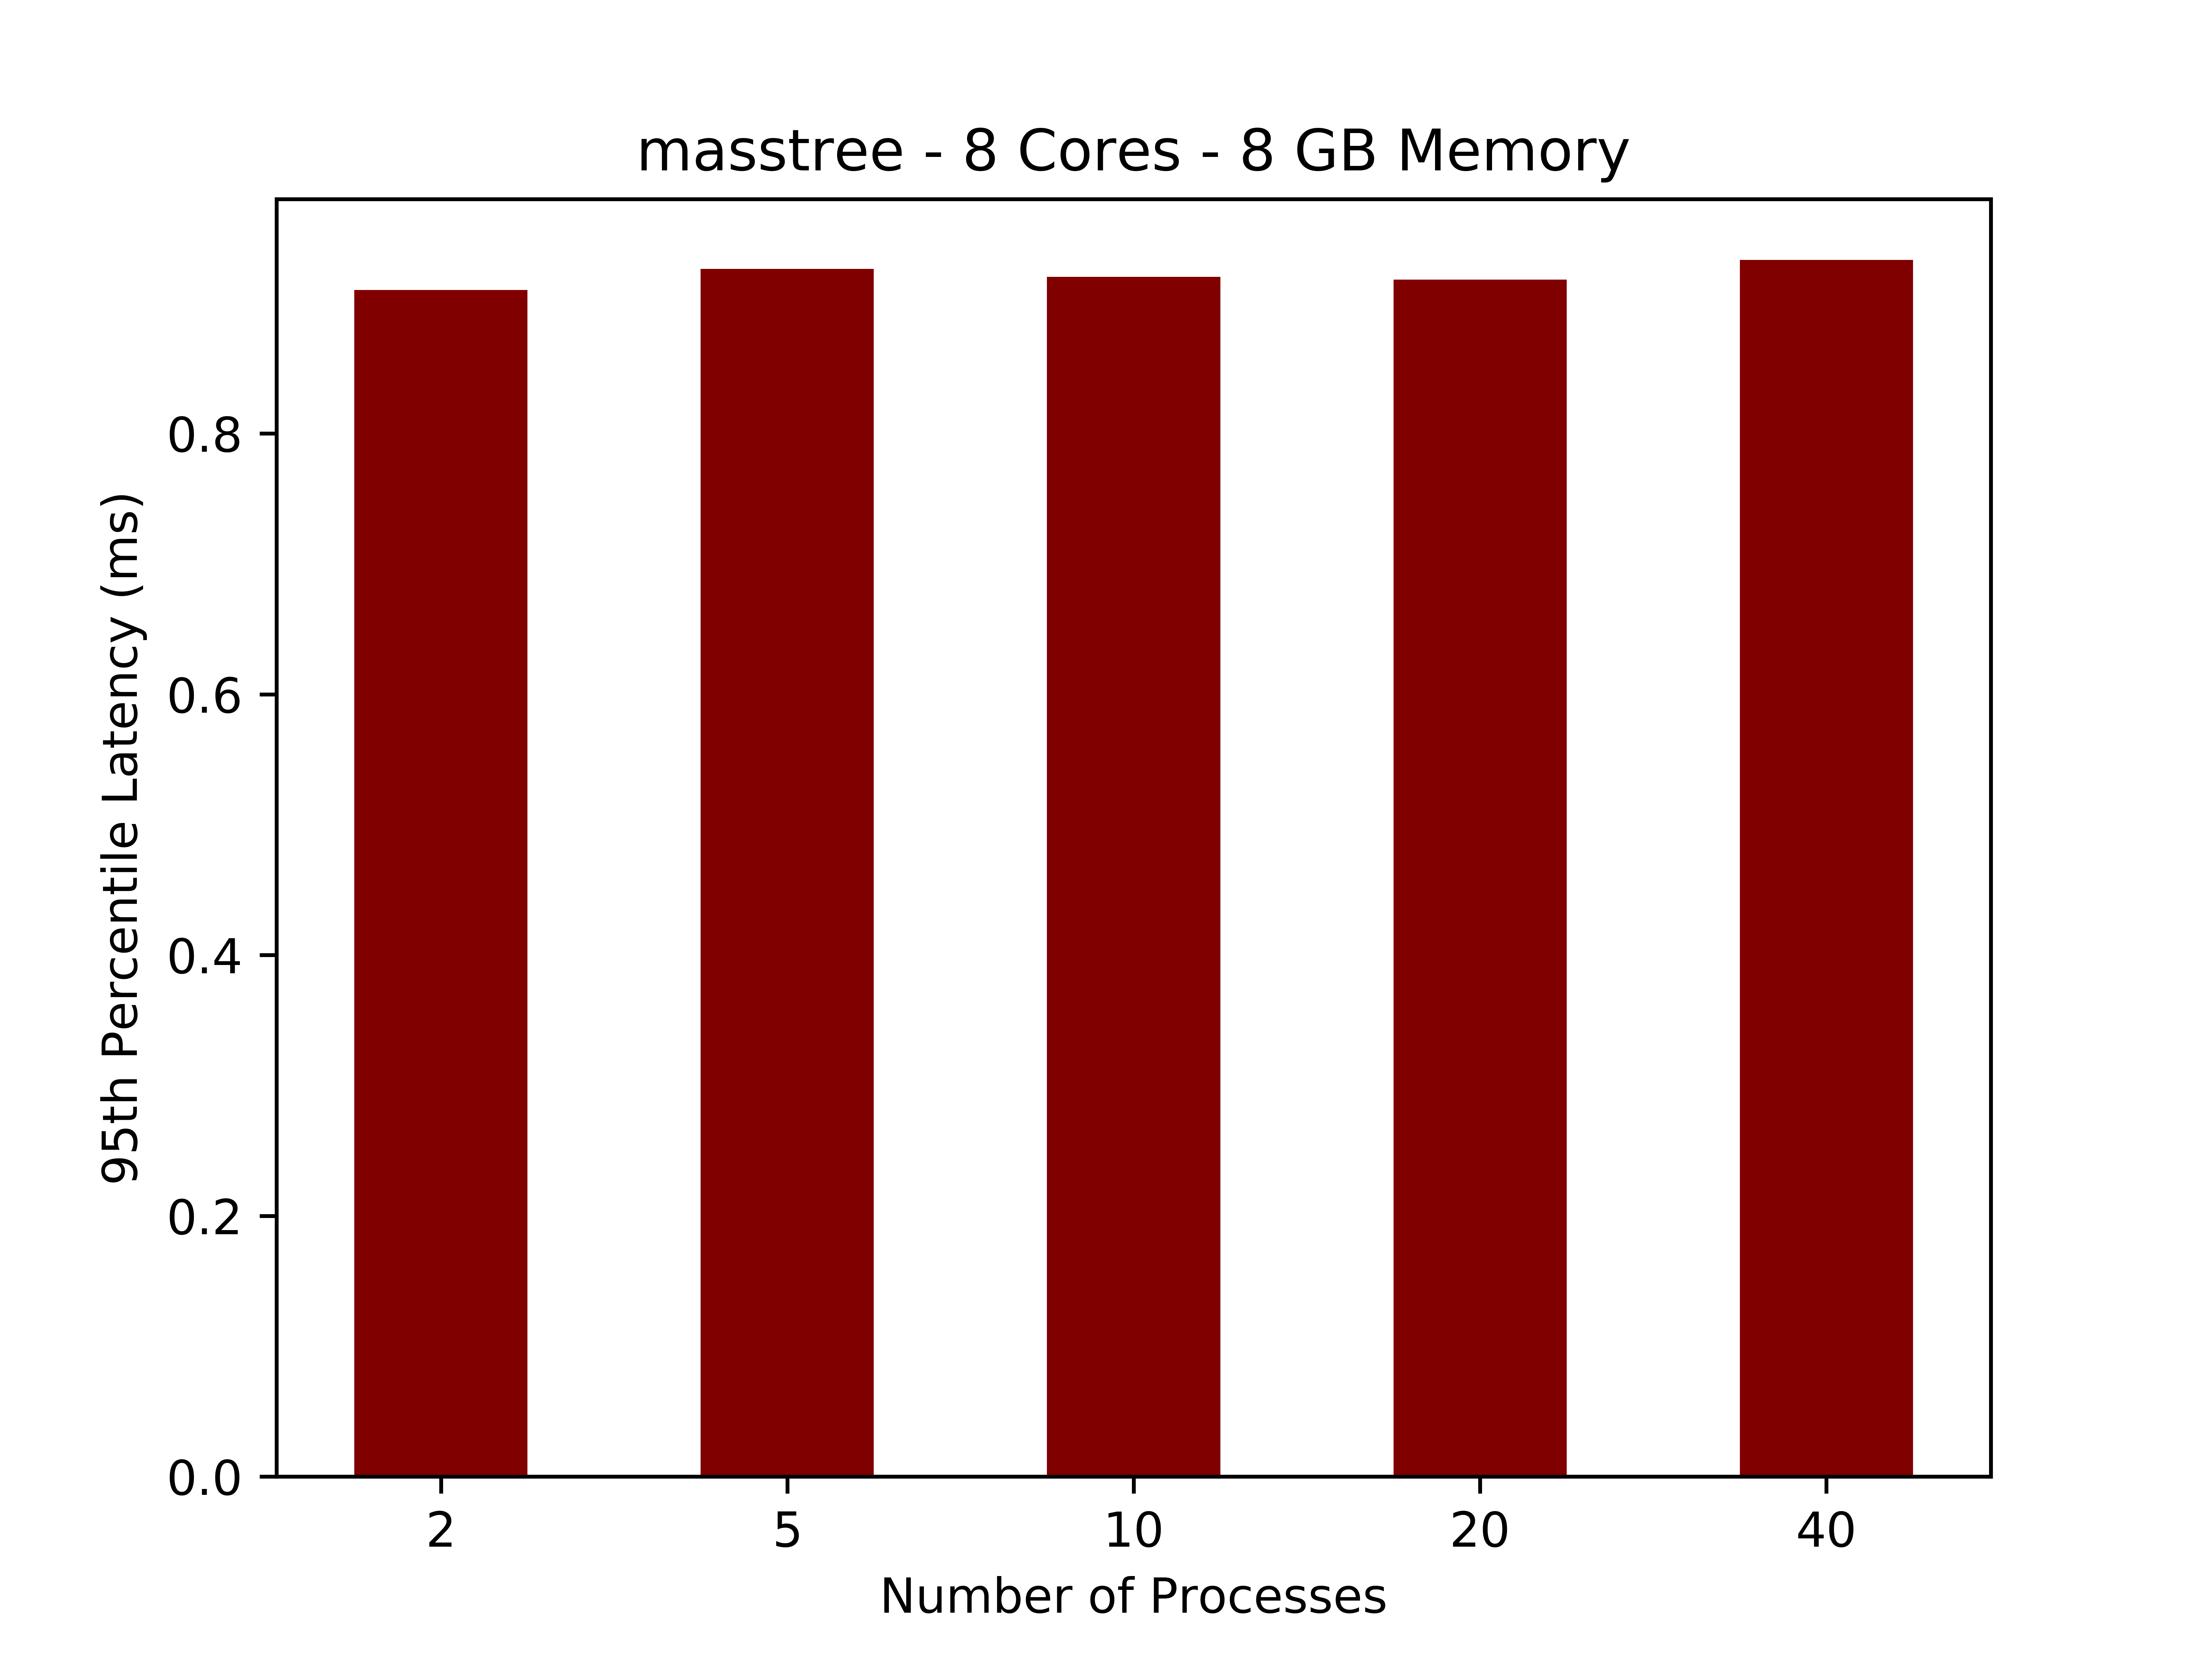 masstree - 8 Cores - 8 GB Memory
95th Percentile Latency (ms)
0.8
0.6
0.4
0.2
0.0
2 5 10 20 40
Number of Processes